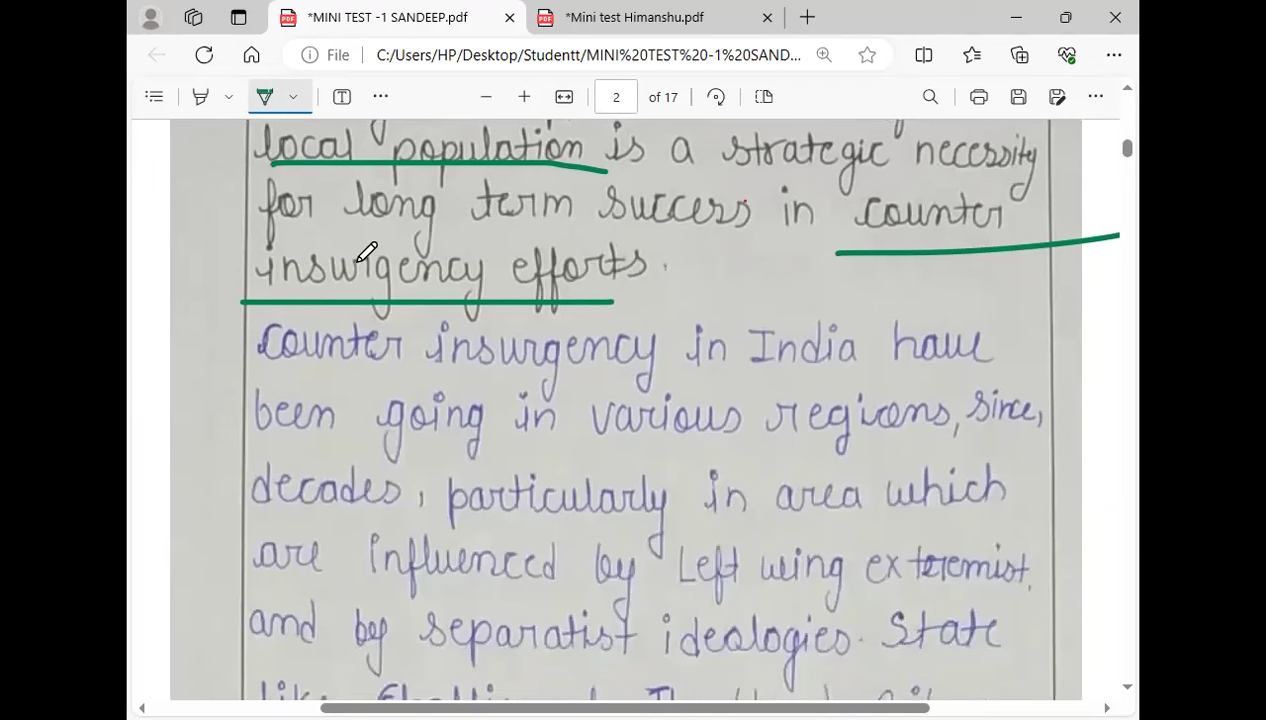 *MINI TEST -1 SANDEEP.pdf
*Mini test Himanshu.pdf
File
C:/Users/HP/Desktop/Studentt/MINI%20TEST%20-1%20SAND...
2 of 17
local population is a strategic necessity
for long term success in counter
insurgency efforts.
Counter insurgency in India have
been going in various regions, since,
decades, particularly in area which
are influenced by Left wing extremist,
and by separatist ideologies. State